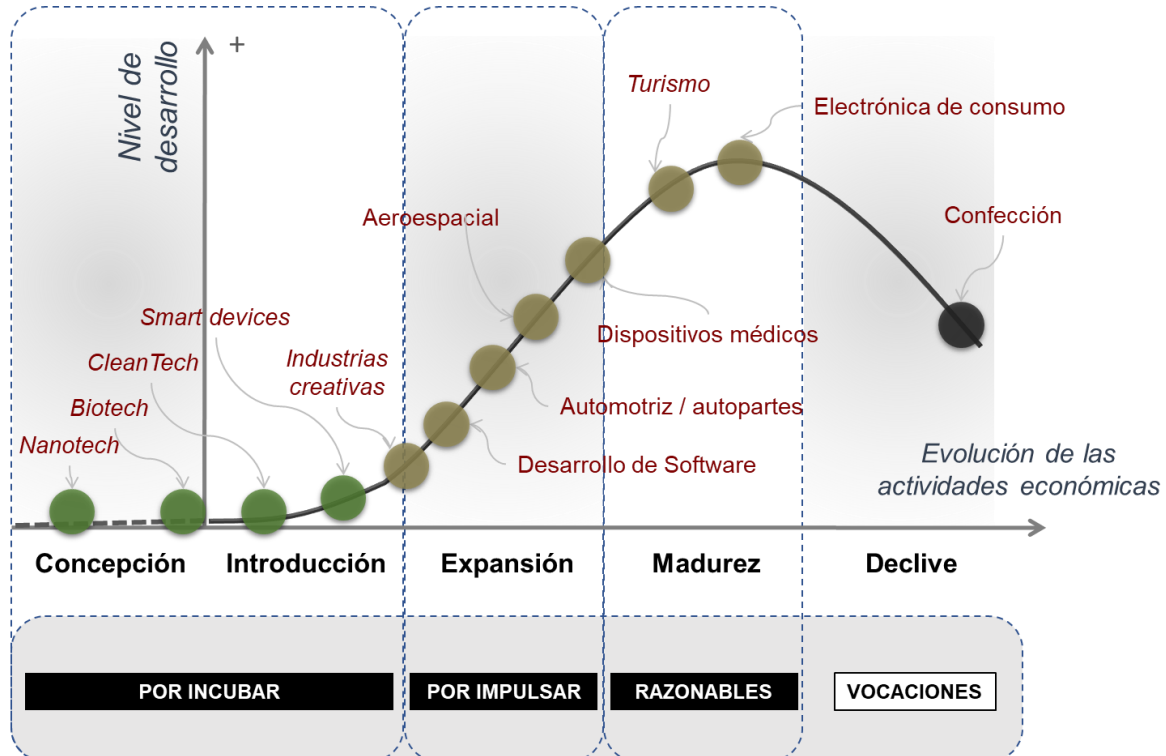 +
Nivel de
desarrollo
Turismo
Electrónica de consumo
Aeroespacial
Confección
Smart devices
Dispositivos médicos
CleanTech
Industrias
creativas
Biotech
Automotriz / autopartes
Nanotech
Desarrollo de Software
Evolución de las
actividades económicas
Concepción
Introducción
Expansión
Madurez
Declive
POR INCUBAR
POR IMPULSAR
RAZONABLES
VOCACIONES